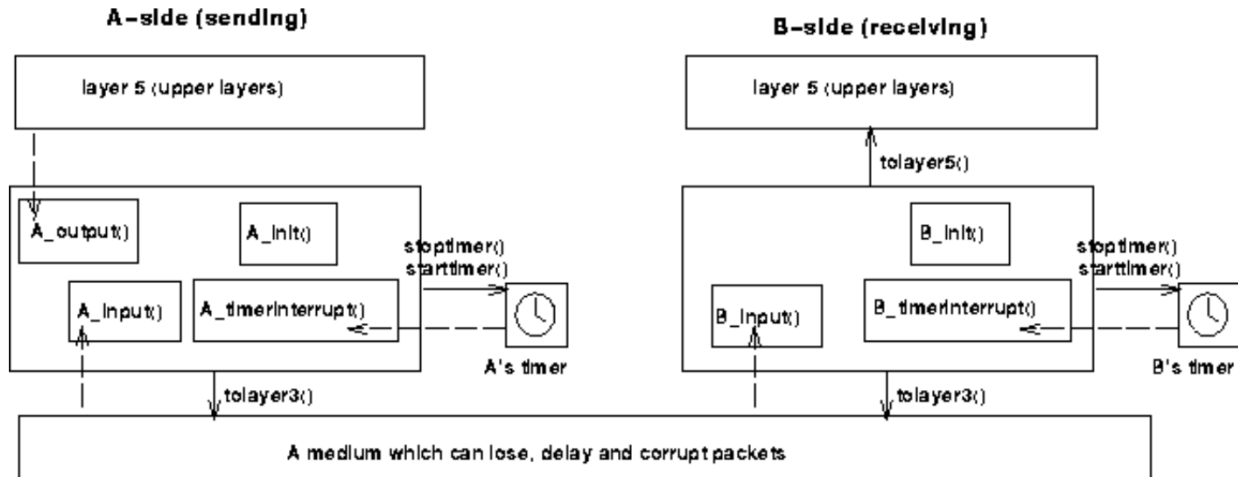 A-side (sending)
B-side (receiving)
layer 5 (upper layers)
layer 5 (upper layers)
tolayer5()
A_output()
A_init()
B_init()
stoptimer()
starttimer()
stoptimer()
starttimer()
A_input()
A_timerinterrupt()
B_input()
B_timerinterrupt()
A's timer
B's timer
tolayer3()
tolayer3()
A medium which can lose, delay and corrupt packets